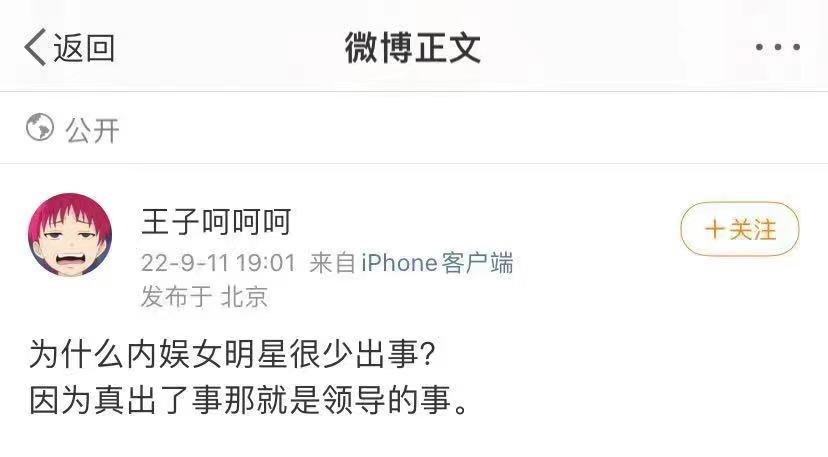 返回
微博正文
公开
王子呵呵呵
+关注
22-9-11 19:01 来自iPhone客户端
发布于 北京
为什么内娱女明星很少出事?
因为真出了事那就是领导的事。